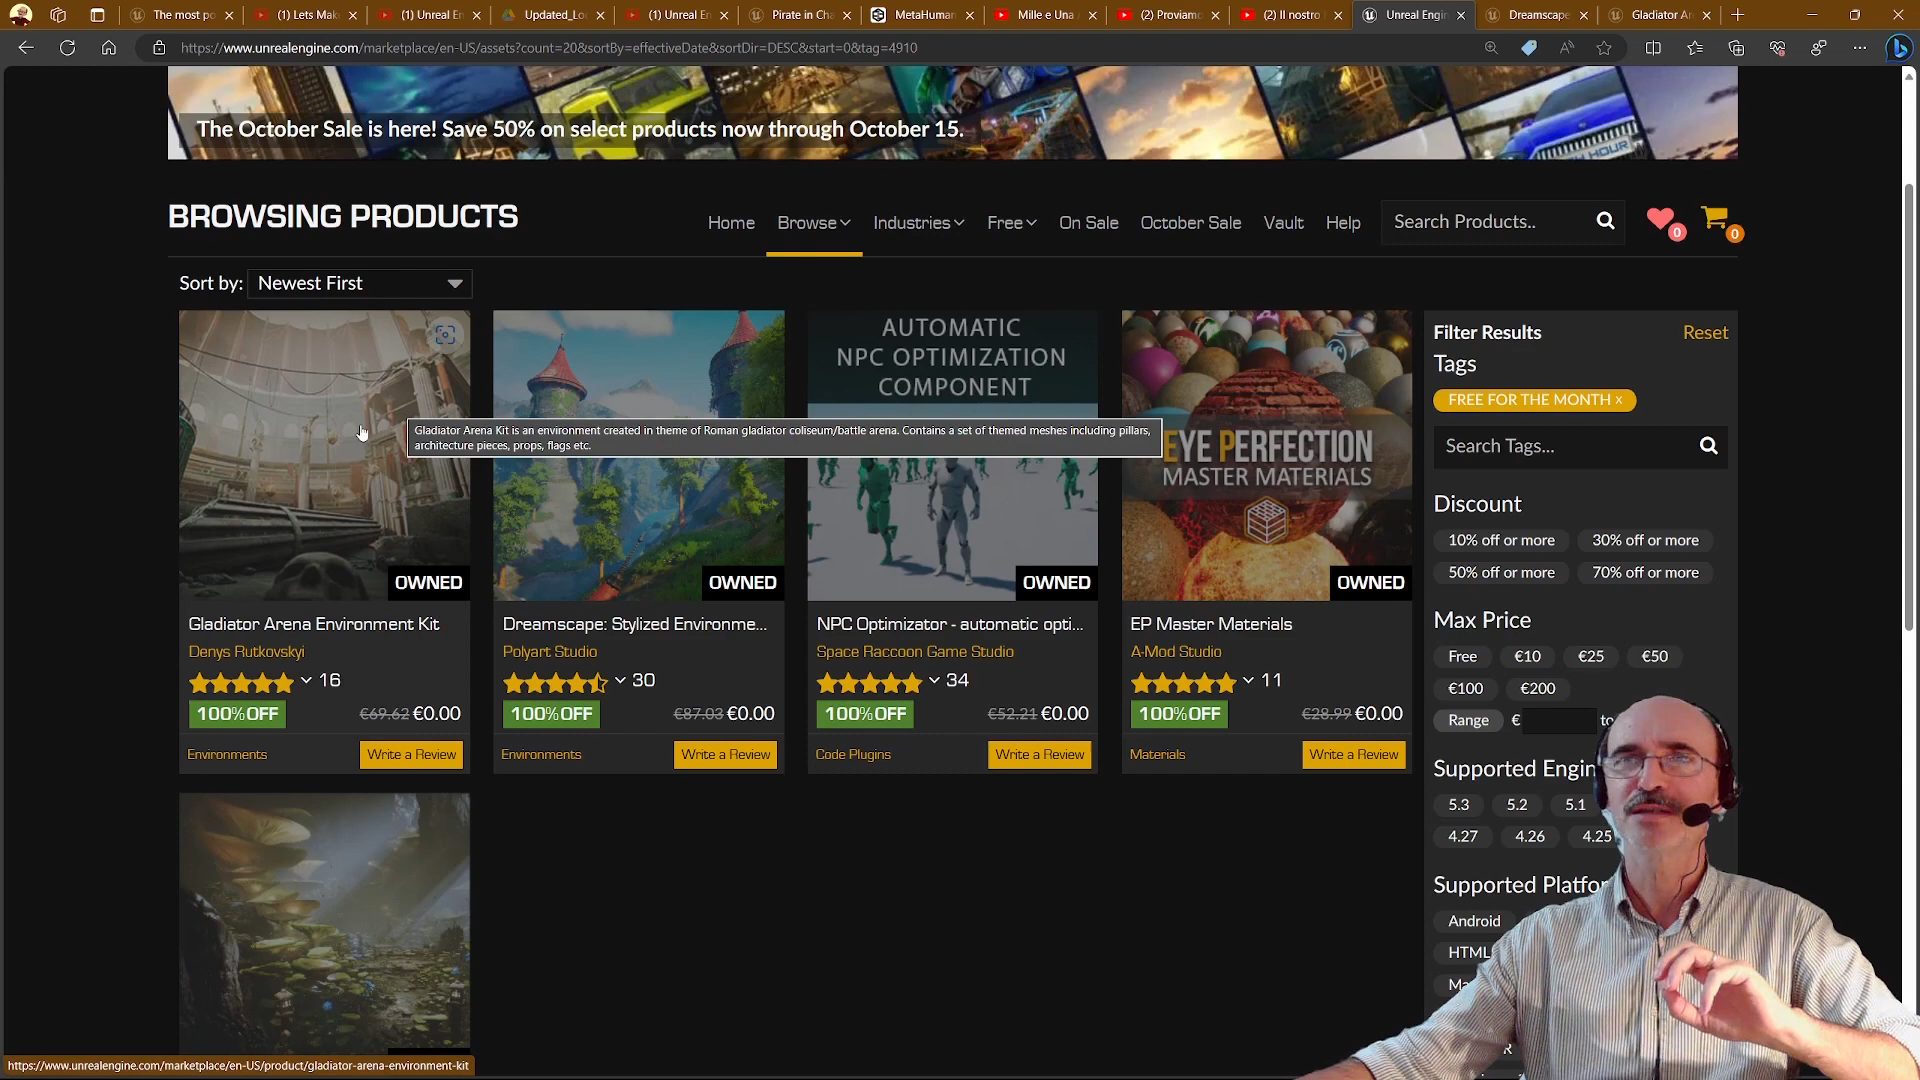 The most po
(1) Lets Mak
(1) Unreal En
Updated_Lo
(1) Unreal En
Pirate in Cha
MetaHuman
Mille e Una
(2) Proviamo
(2) Il nostro
Unreal Engin
Dreamscape
Gladiator Are
https://www.unrealengine.com/marketplace/en-US/assets?count=20&sortBy=effectiveDate&sortDir=DESC&start=0&tag=4910
The October Sale is here! Save 50% on select products now through October 15.
BROWSING PRODUCTS
Home Browse Industries Free On Sale October Sale Vault Help
Search Products..
0
0
Sort by: Newest First
AUTOMATIC
NPC OPTIMIZATION
COMPONENT
Gladiator Arena Kit is an environment created in theme of Roman gladiator coliseum/battle arena. Contains a set of themed meshes including pillars,
architecture pieces, props, flags etc.
EYE PERFECTION
MASTER MATERIALS
OWNED
OWNED
OWNED
OWNED
Gladiator Arena Environment Kit
Denys Rutkovskyi
16
100%OFF €69.62 €0.00
Environments Write a Review
Dreamscape: Stylized Environme...
Polyart Studio
30
100%OFF €87.03 €0.00
Environments Write a Review
NPC Optimizator - automatic opti...
Space Raccoon Game Studio
34
100%OFF €52.21 €0.00
Code Plugins Write a Review
EP Master Materials
A-Mod Studio
11
100%OFF €28.99 €0.00
Materials Write a Review
Filter Results Reset
Tags
FREE FOR THE MONTH x
Search Tags...
Discount
10% off or more 30% off or more
50% off or more 70% off or more
Max Price
Free €10 €25 €50
€100 €200
Range € to
Supported Engin
5.3 5.2 5.1
4.27 4.26 4.25
Supported Platfo
Android
HTML
Ma
https://www.unrealengine.com/marketplace/en-US/product/gladiator-arena-environment-kit